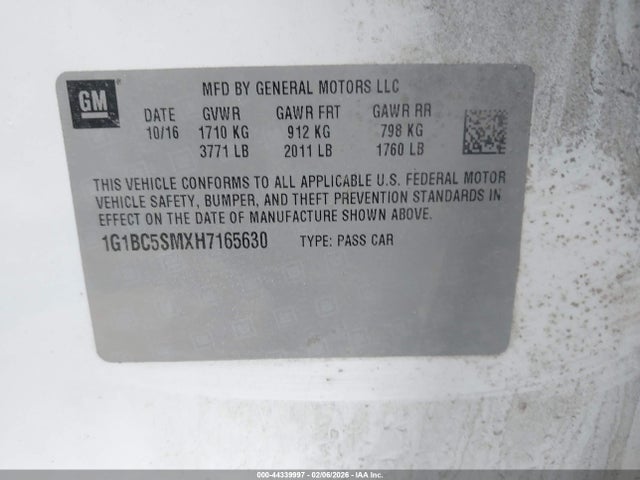 GM
MFD BY GENERAL MOTORS LLC
DATE GVWR GAWR FRT GAWR RR
10/16 1710 KG 912 KG 798 KG
3771 LB 2011 LB 1760 LB
THIS VEHICLE CONFORMS TO ALL APPLICABLE U.S. FEDERAL MOTOR
VEHICLE SAFETY, BUMPER, AND THEFT PREVENTION STANDARDS IN
EFFECT ON THE DATE OF MANUFACTURE SHOWN ABOVE.
1G1BC5SMXH7165630 TYPE: PASS CAR
000-44339997 - 02/06/2026 - IAA Inc.